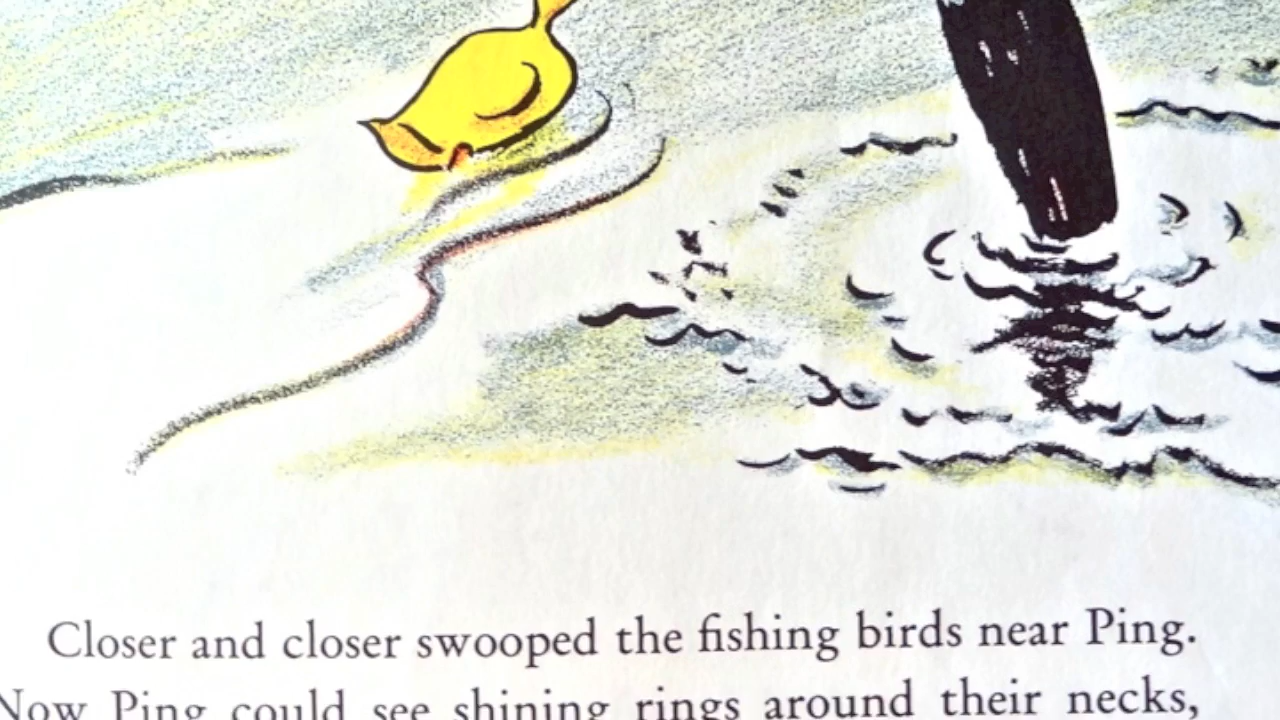 Closer and closer swooped the fishing birds near Ping.
Now Ping could see shining rings around their necks,